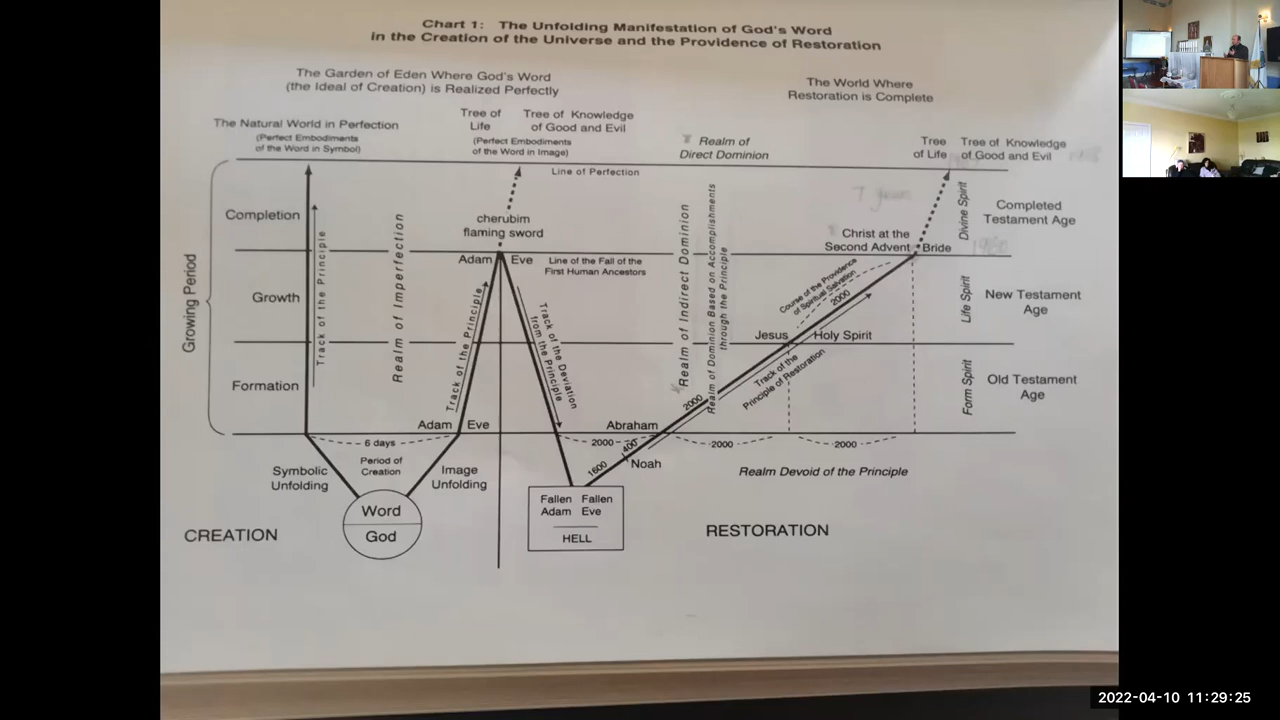 Chart 1: The Unfolding Manifestation of God's Word
in the Creation of the Universe and the Providence of Restoration
The Garden of Eden Where God's Word
(the Ideal of Creation) is Realized Perfectly
The World Where
Restoration is Complete
The Natural World in Perfection
(Perfect Embodiments
of the Word in Symbol)
Tree of
Life
Tree of Knowledge
of Good and Evil
(Perfect Embodiments
of the Word in Image)
Realm of
Direct Dominion
Tree
of Life
Tree of Knowledge
of Good and Evil
Line of Perfection
Growing Period
Completion
Growth
Formation
Track of the Principle
Realm of Imperfection
cherubim
flaming sword
Adam
Eve
Line of the Fall of the
First Human Ancestors
Track of the Principle
Track of the Deviation
from the Principle
Realm of Indirect Dominion
Realm of Dominion Based on Accomplishments
through the Principle
7 years
Christ at the
Second Advent
Bride
Divine Spirit
Completed
Testament Age
Course of the Providence
of Spiritual Salvation
2000
Life Spirit
New Testament
Age
Jesus
Holy Spirit
Track of the
Principle of Restoration
2000
Form Spirit
Old Testament
Age
Adam
Eve
Abraham
6 days
2000
400
2000
2000
Period of
Creation
Symbolic
Unfolding
Image
Unfolding
1600
Noah
Realm Devoid of the Principle
Word
God
Fallen
Adam
Fallen
Eve
HELL
CREATION
RESTORATION
2022-04-10 11:29:25